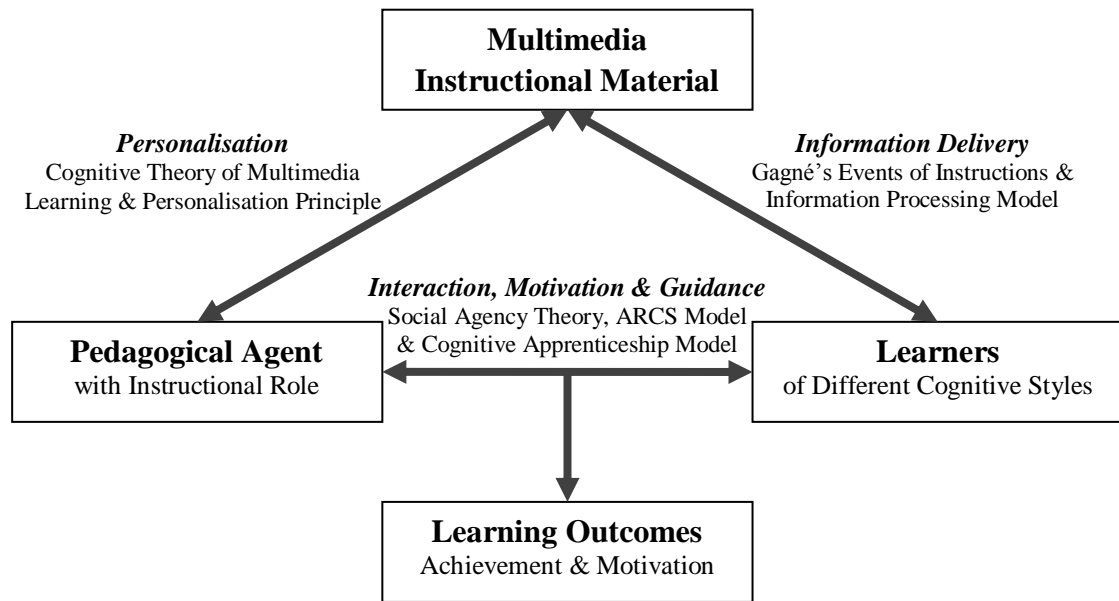 Multimedia
Instructional Material
Personalisation
Cognitive Theory of Multimedia
Learning & Personalisation Principle
Information Delivery
Gagné’s Events of Instructions &
Information Processing Model
Interaction, Motivation & Guidance
Social Agency Theory, ARCS Model
& Cognitive Apprenticeship Model
Pedagogical Agent
with Instructional Role
Learners
of Different Cognitive Styles
Learning Outcomes
Achievement & Motivation